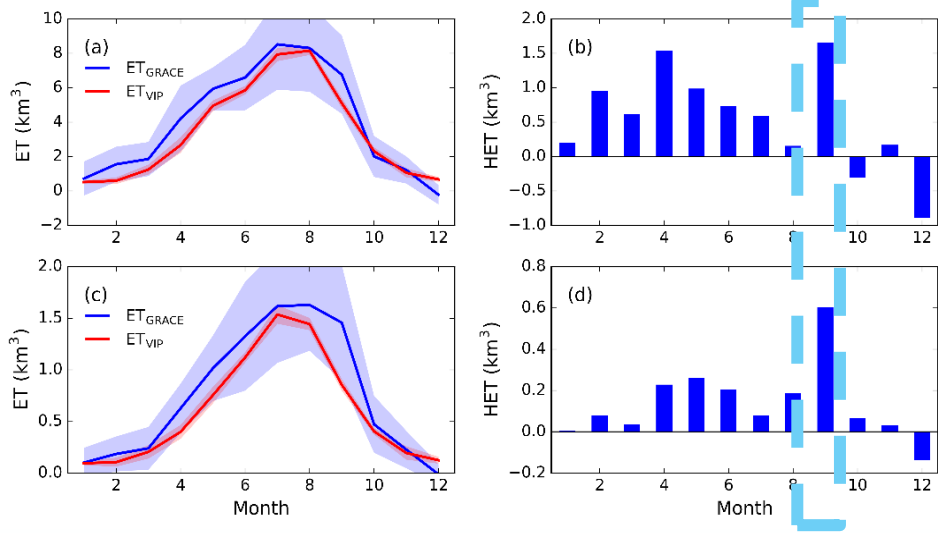 (a)
ET_GRACE
ET_VIP
ET (km³)
10
8
6
4
2
0
−2
2 4 6 8 10 12
(b)
HET (km³)
2.0
1.5
1.0
0.5
0.0
−0.5
−1.0
2 4 6 8 10 12
(c)
ET_GRACE
ET_VIP
ET (km³)
2.0
1.5
1.0
0.5
0.0
2 4 6 8 10 12
Month
(d)
HET (km³)
0.8
0.6
0.4
0.2
0.0
−0.2
2 4 6 8 10 12
Month